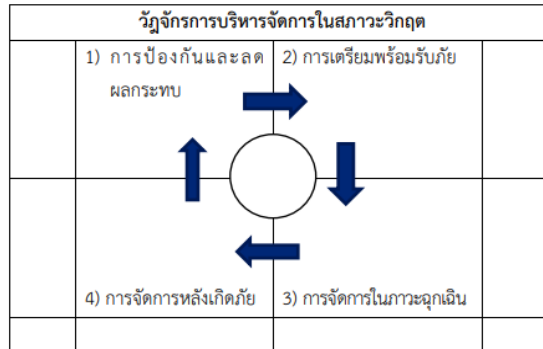 วัฏจักรการบริหารจัดการในสภาวะวิกฤต
1) การป้องกันและลด
ผลกระทบ
2) การเตรียมพร้อมรับภัย
4) การจัดการหลังเกิดภัย
3) การจัดการในภาวะฉุกเฉิน